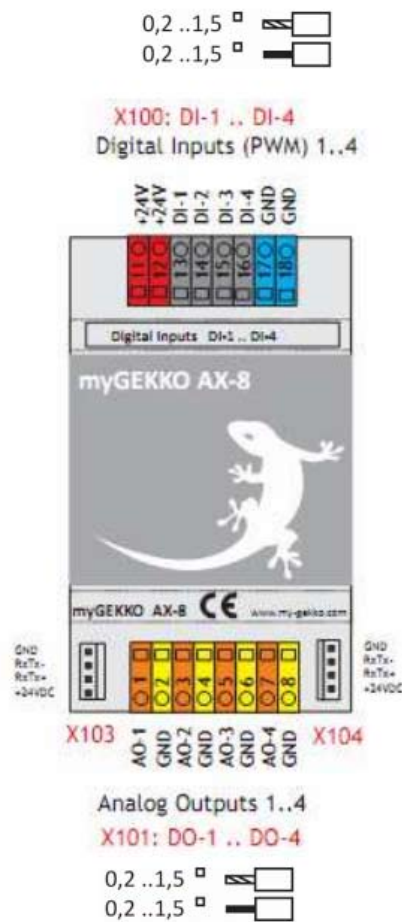 0,2 ..1,5 □
0,2 ..1,5 □
X100: DI-1 .. DI-4
Digital Inputs (PWM) 1..4
+24V +24V DI-1 DI-2 DI-3 DI-4 GND GND
11 12 13 14 15 16 17 18
Digital Inputs DI-1 .. DI-4
myGEKKO AX-8
myGEKKO AX-8 CE www.my-gekko.com
GND
RxTx-
RxTx+
+24VDC
1 2 3 4 5 6 7 8
GND
RxTx-
RxTx+
+24VDC
X103
AO-1 GND AO-2 GND AO-3 GND AO-4 GND
X104
Analog Outputs 1..4
X101: DO-1 .. DO-4
0,2 ..1,5 □
0,2 ..1,5 □